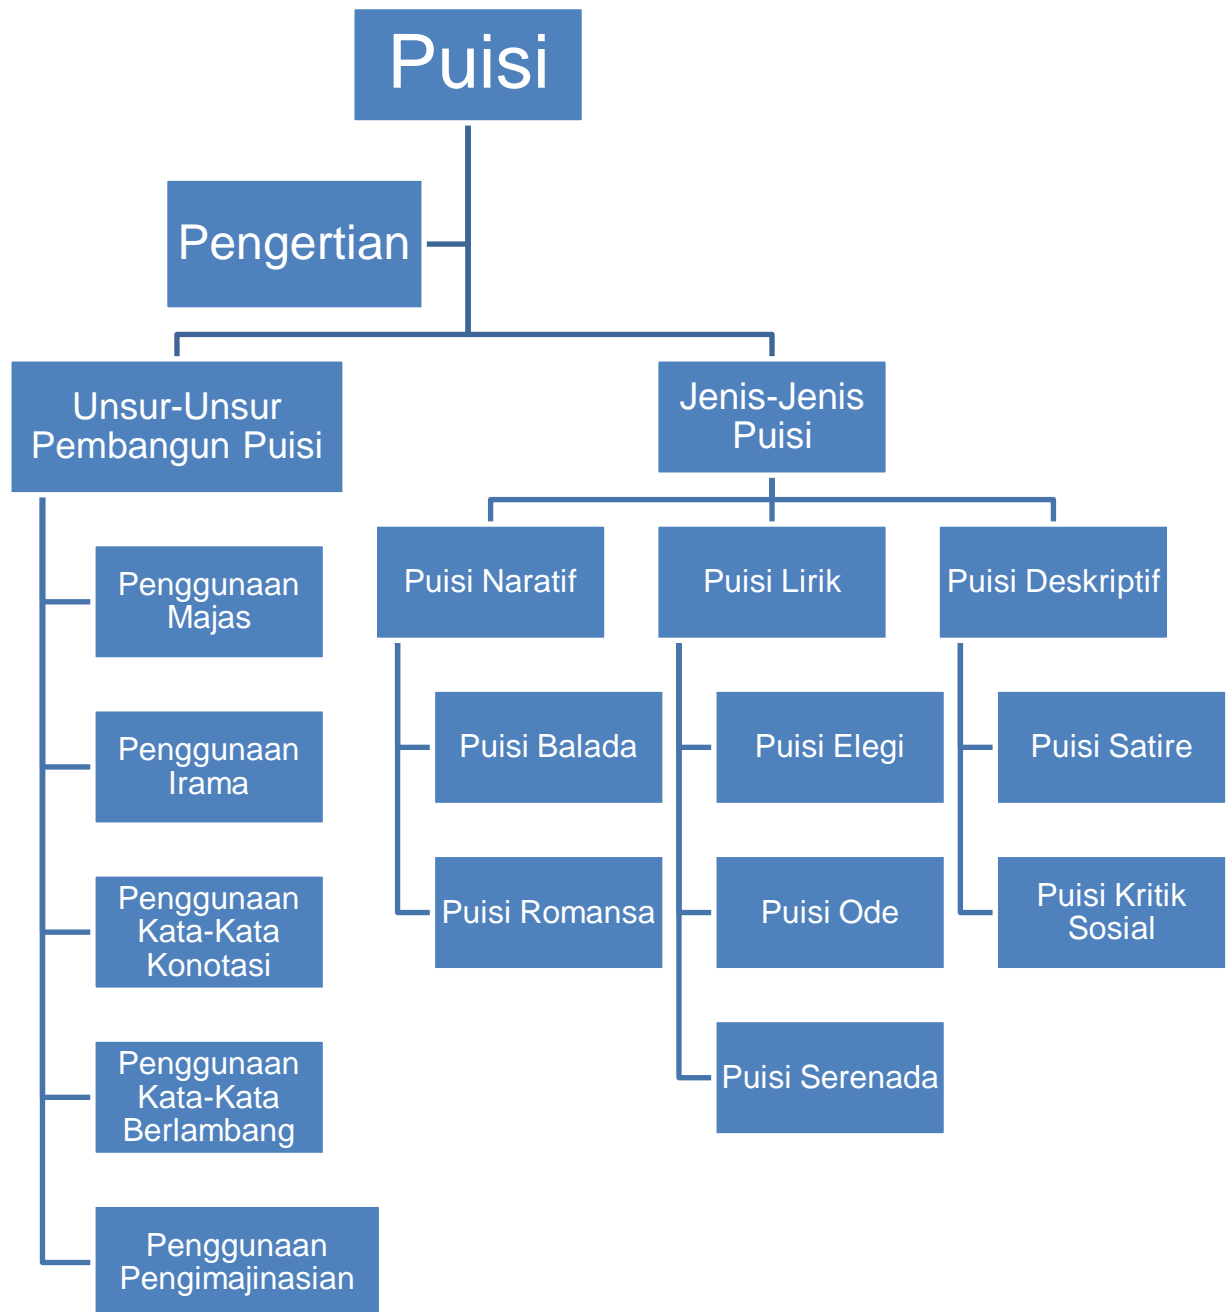 Puisi
Pengertian
Unsur-Unsur
Pembangun Puisi
Jenis-Jenis
Puisi
Penggunaan
Majas
Penggunaan
Irama
Penggunaan
Kata-Kata
Konotasi
Penggunaan
Kata-Kata
Berlambang
Penggunaan
Pengimajinasian
Puisi Naratif
Puisi Balada
Puisi Romansa
Puisi Lirik
Puisi Elegi
Puisi Ode
Puisi Serenada
Puisi Deskriptif
Puisi Satire
Puisi Kritik
Sosial